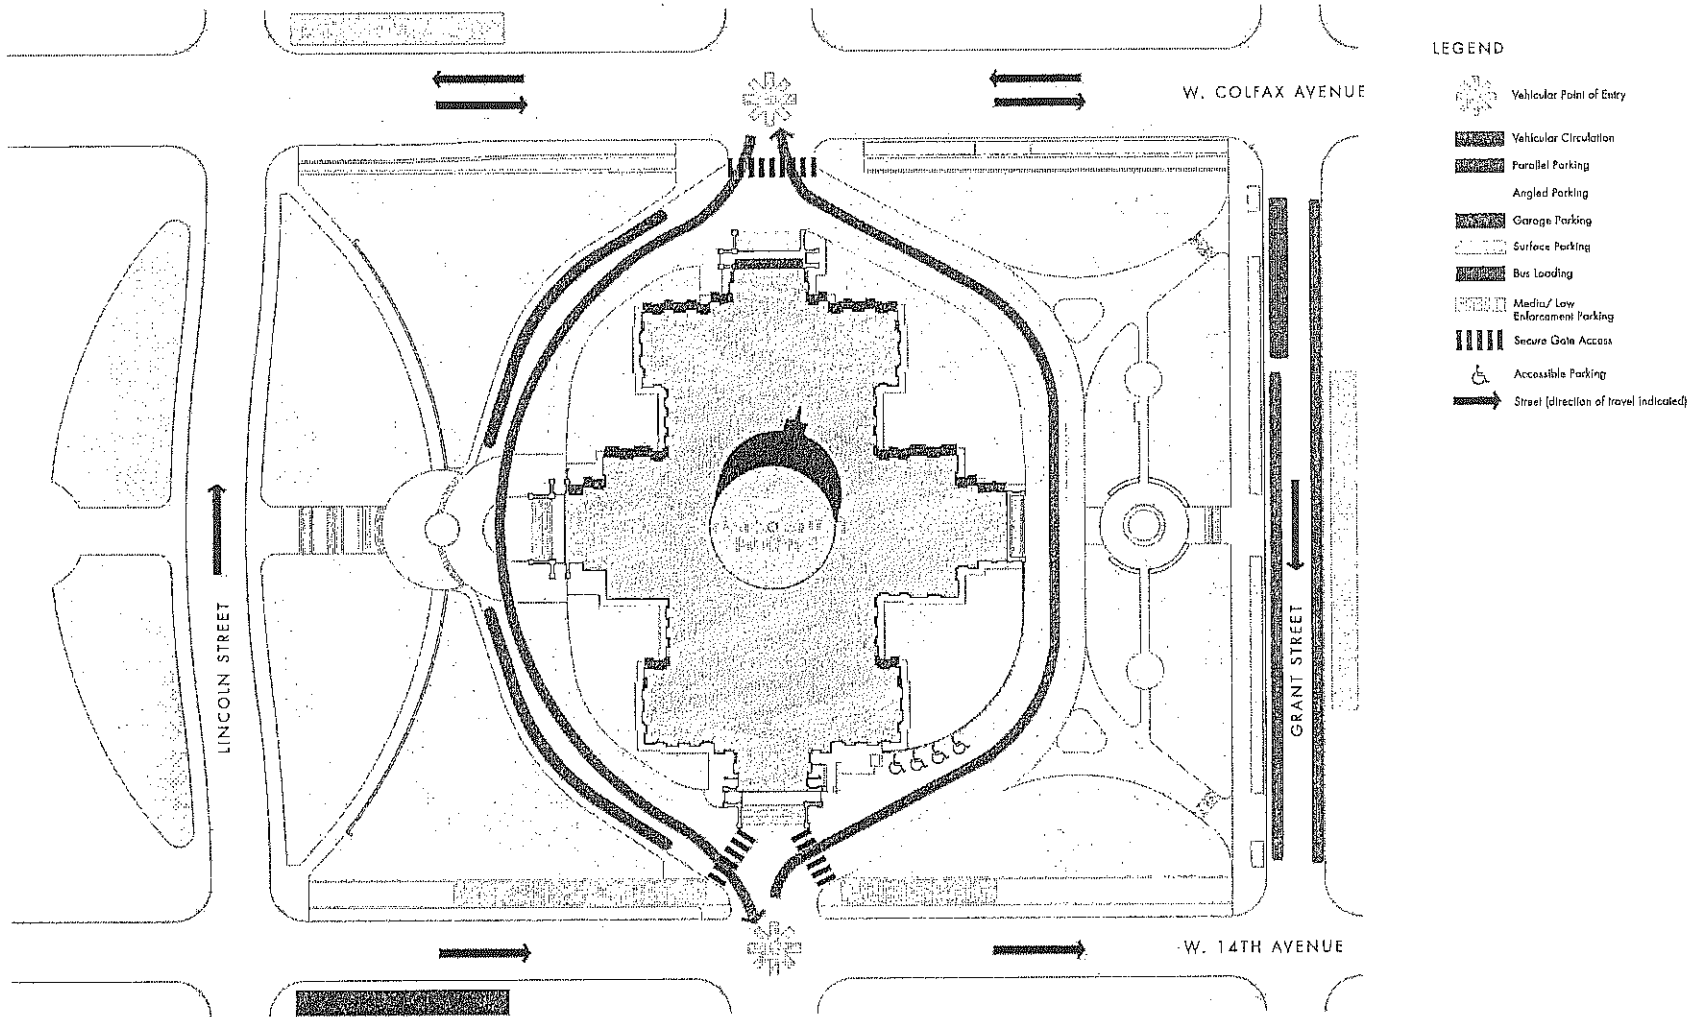 LEGEND
Vehicular Point of Entry
W. COLFAX AVENUE
Vehicular Circulation
Parallel Parking
Angled Parking
Garage Parking
Surface Parking
Bus Loading
Media/ Law
Enforcement Parking
Secure Gate Access
Accessible Parking
Street (direction of travel indicated)
LINCOLN STREET
GRANT STREET
W. 14TH AVENUE